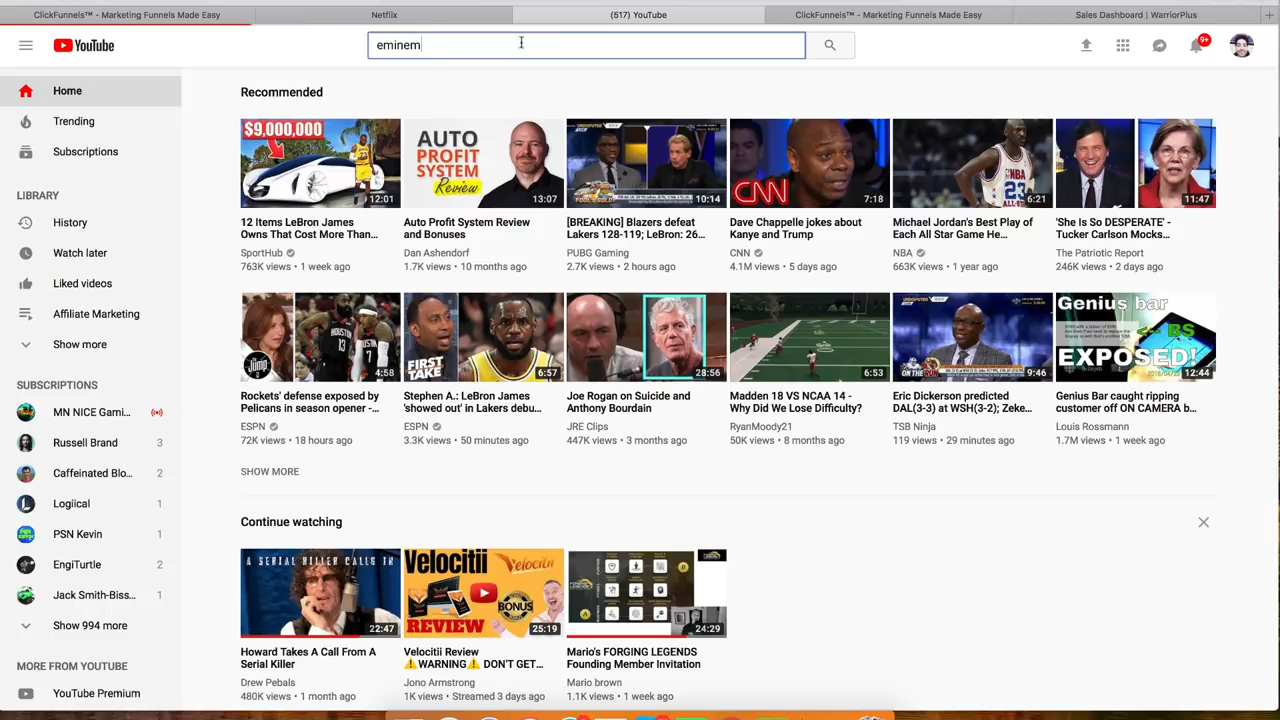 ClickFunnels™ - Marketing Funnels Made Easy
Netflix
(517) YouTube
ClickFunnels™ - Marketing Funnels Made Easy
Sales Dashboard | WarriorPlus
YouTube
eminem
9+
Home
Trending
Subscriptions
LIBRARY
History
Watch later
Liked videos
Affiliate Marketing
Show more
SUBSCRIPTIONS
MN NICE Gami...
Russell Brand 3
Caffeinated Blo... 2
Logiical 1
PSN Kevin 1
EngiTurtle 2
Jack Smith-Biss... 1
Show 994 more
MORE FROM YOUTUBE
YouTube Premium
Recommended
$9,000,000
12:01
12 Items LeBron James
Owns That Cost More Than...
SportHub
763K views • 1 week ago
AUTO
PROFIT
SYSTEM
Review
13:07
Auto Profit System Review
and Bonuses
Dan Ashendorf
1.7K views • 10 months ago
10:14
[BREAKING] Blazers defeat
Lakers 128-119; LeBron: 26...
PUBG Gaming
2.7K views • 2 hours ago
CNN
7:18
Dave Chappelle jokes about
Kanye and Trump
CNN
4.1M views • 5 days ago
NBA
23
6:21
Michael Jordan's Best Play of
Each All Star Game He...
NBA
663K views • 1 year ago
11:47
'She Is So DESPERATE' -
Tucker Carlson Mocks...
The Patriotic Report
246K views • 2 days ago
HOUSTON
13
7
the Jump
4:58
Rockets' defense exposed by
Pelicans in season opener -...
ESPN
72K views • 18 hours ago
FIRST
TAKE
6:57
Stephen A.: LeBron James
'showed out' in Lakers debu...
ESPN
3.3K views • 50 minutes ago
28:56
Joe Rogan on Suicide and
Anthony Bourdain
JRE Clips
447K views • 3 months ago
6:53
Madden 18 VS NCAA 14 -
Why Did We Lose Difficulty?
RyanMoody21
50K views • 8 months ago
9:46
Eric Dickerson predicted
DAL(3-3) at WSH(3-2); Zeke...
TSB Ninja
119 views • 29 minutes ago
Genius bar
<-- BS
EXPOSED!
12:44
Genius Bar caught ripping
customer off ON CAMERA b...
Louis Rossmann
1.7M views • 1 week ago
SHOW MORE
Continue watching
A SERIAL KILLER CALLS IN
22:47
Howard Takes A Call From A
Serial Killer
Drew Pebals
480K views • 1 month ago
Velocitii
Velocitii
BONUS
REVIEW
25:19
Velocitii Review
⚠️WARNING⚠️ DON'T GET...
Jono Armstrong
1K views • Streamed 3 days ago
24:29
Mario's FORGING LEGENDS
Founding Member Invitation
Mario brown
1.1K views • 1 week ago